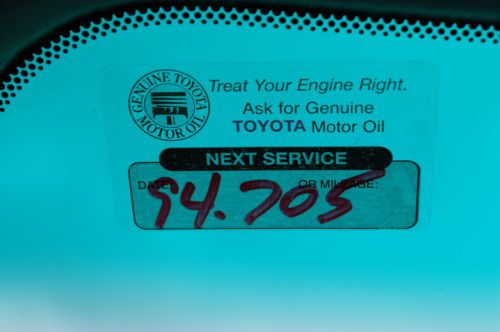 GENUINE TOYOTA
MOTOR OIL
Treat Your Engine Right.
Ask for Genuine
TOYOTA Motor Oil
NEXT SERVICE
DATE: OR MILEAGE:
94.705